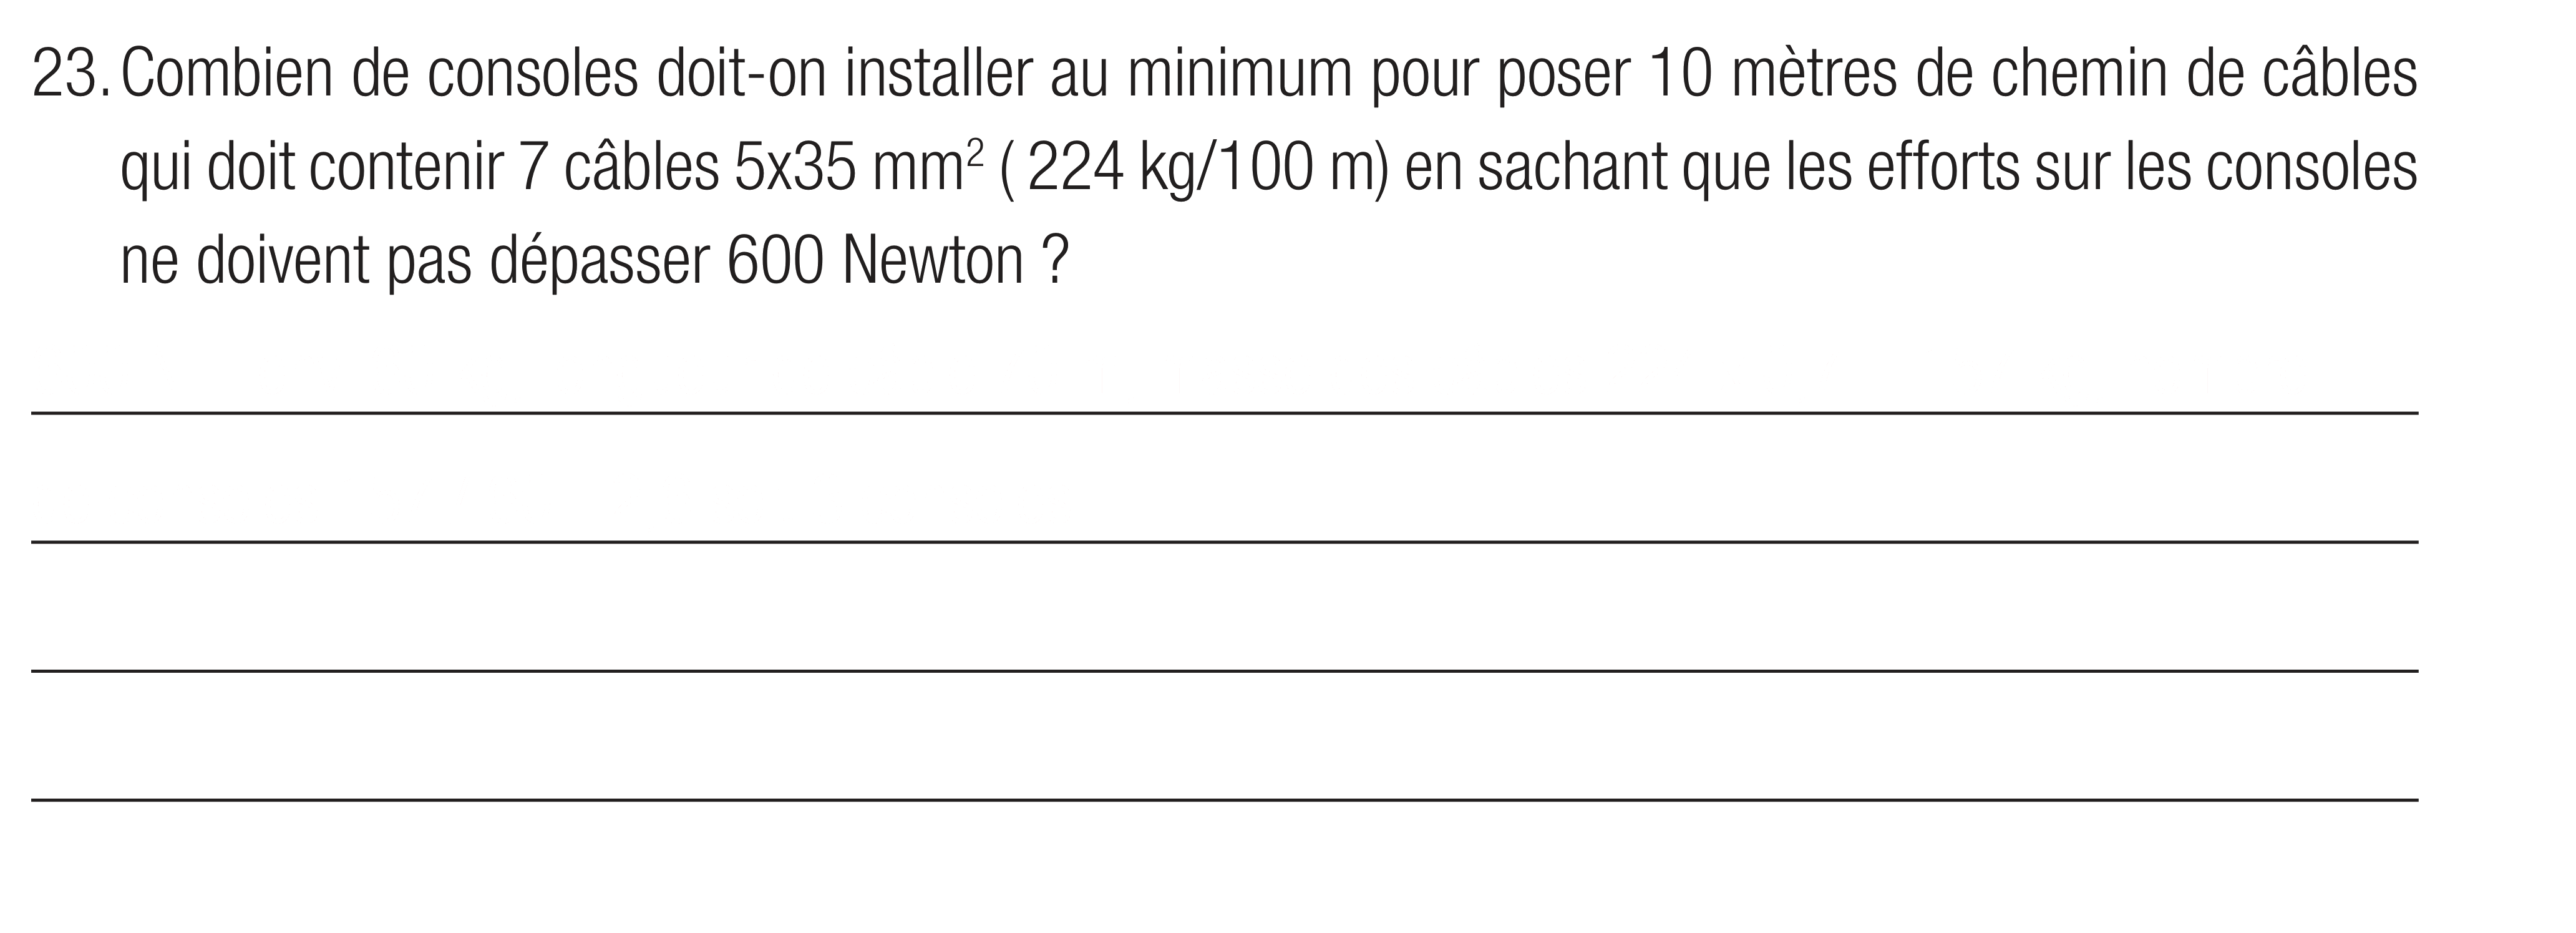 23. Combien de consoles doit-on installer au minimum pour poser 10 mètres de chemin de câbles
qui doit contenir 7 câbles 5x35 mm² ( 224 kg/100 m) en sachant que les efforts sur les consoles
ne doivent pas dépasser 600 Newton ?